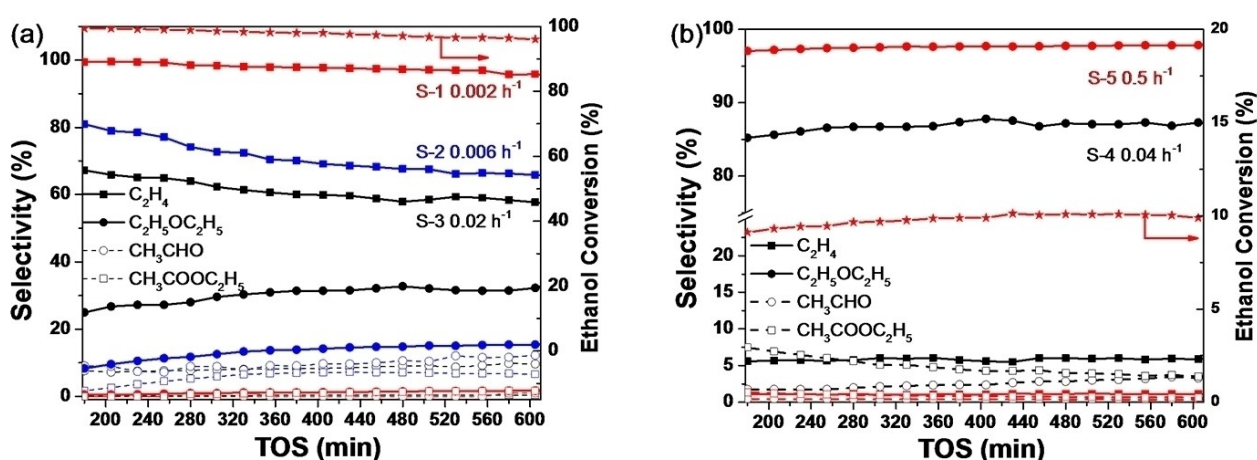 (a)
100
80
60
40
20
0
Selectivity (%)
100
80
60
40
20
0
Ethanol Conversion (%)
S-1 0.002 h⁻¹
S-2 0.006 h⁻¹
S-3 0.02 h⁻¹
C₂H₄
C₂H₅OC₂H₅
CH₃CHO
CH₃COOC₂H₅
200 240 280 320 360 400 440 480 520 560 600
TOS (min)
(b)
100
90
80
20
15
10
5
0
Selectivity (%)
20
15
10
5
0
Ethanol Conversion (%)
S-5 0.5 h⁻¹
S-4 0.04 h⁻¹
C₂H₄
C₂H₅OC₂H₅
CH₃CHO
CH₃COOC₂H₅
200 240 280 320 360 400 440 480 520 560 600
TOS (min)